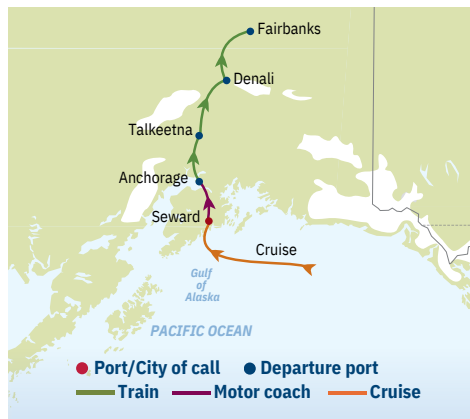 Fairbanks
Denali
Talkeetna
Anchorage
Seward
Cruise
Gulf
of
Alaska
PACIFIC OCEAN
Port/City of call
Departure port
Train
Motor coach
Cruise